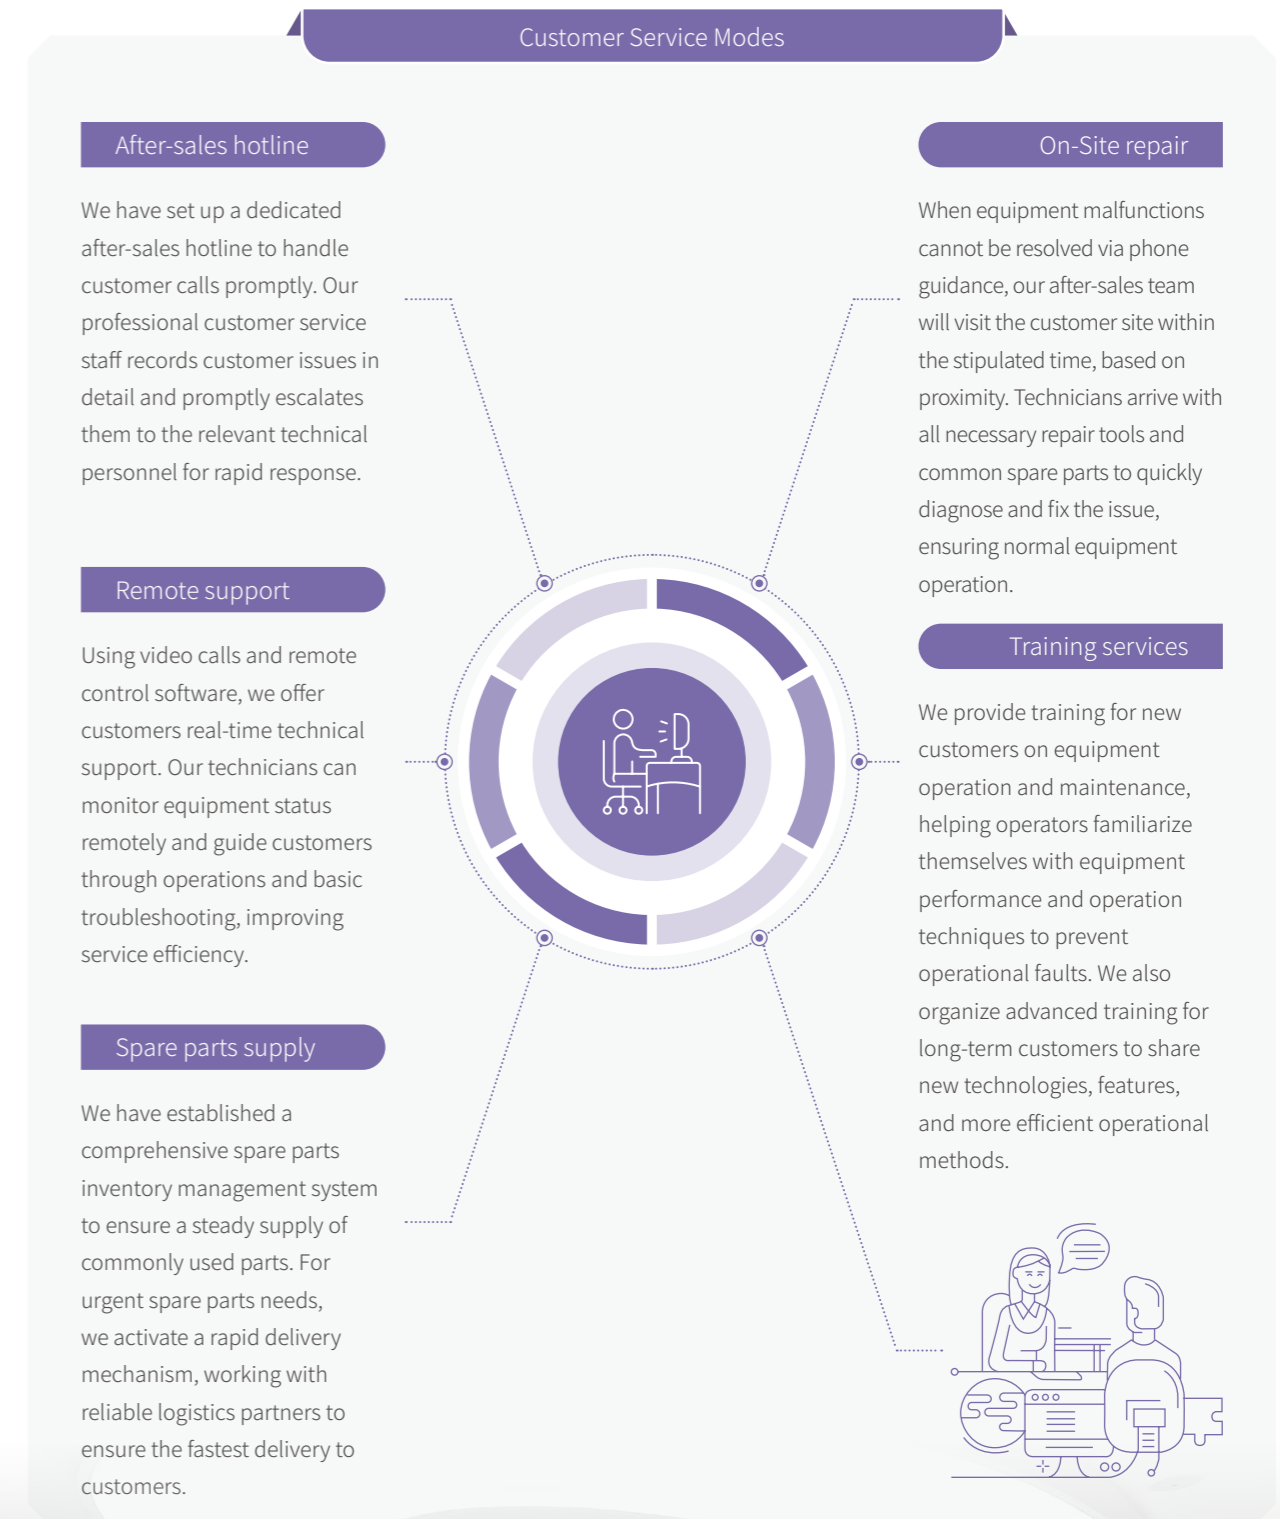 Customer Service Modes
After-sales hotline
We have set up a dedicated
after-sales hotline to handle
customer calls promptly. Our
professional customer service
staff records customer issues in
detail and promptly escalates
them to the relevant technical
personnel for rapid response.
Remote support
Using video calls and remote
control software, we offer
customers real-time technical
support. Our technicians can
monitor equipment status
remotely and guide customers
through operations and basic
troubleshooting, improving
service efficiency.
Spare parts supply
We have established a
comprehensive spare parts
inventory management system
to ensure a steady supply of
commonly used parts. For
urgent spare parts needs,
we activate a rapid delivery
mechanism, working with
reliable logistics partners to
ensure the fastest delivery to
customers.
On-Site repair
When equipment malfunctions
cannot be resolved via phone
guidance, our after-sales team
will visit the customer site within
the stipulated time, based on
proximity. Technicians arrive with
all necessary repair tools and
common spare parts to quickly
diagnose and fix the issue,
ensuring normal equipment
operation.
Training services
We provide training for new
customers on equipment
operation and maintenance,
helping operators familiarize
themselves with equipment
performance and operation
techniques to prevent
operational faults. We also
organize advanced training for
long-term customers to share
new technologies, features,
and more efficient operational
methods.